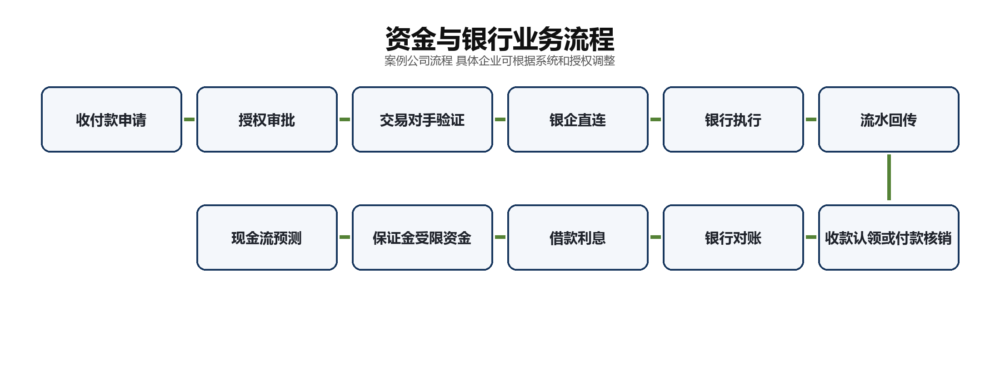 资金与银行业务流程
案例公司流程 具体企业可根据系统和授权调整
收付款申请
授权审批
交易对手验证
银企直连
银行执行
流水回传
收款认领或付款核销
银行对账
借款利息
保证金受限资金
现金流预测